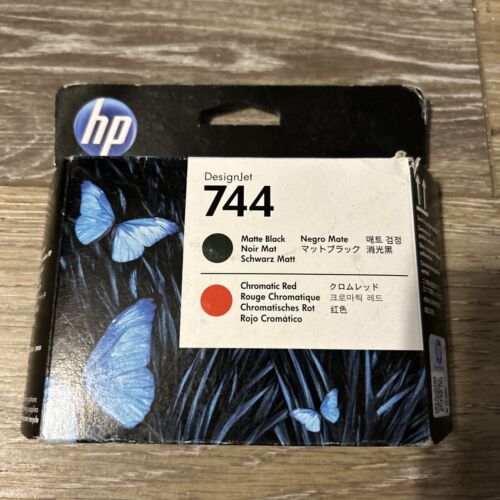 hp
DesignJet
744
Matte Black Negro Mate 매트 검정
Noir Mat マットブラック 消光黑
Schwarz Matt
Chromatic Red クロムレッド
Rouge Chromatique 크로마틱 레드
Chromatisches Rot 红色
Rojo Cromático